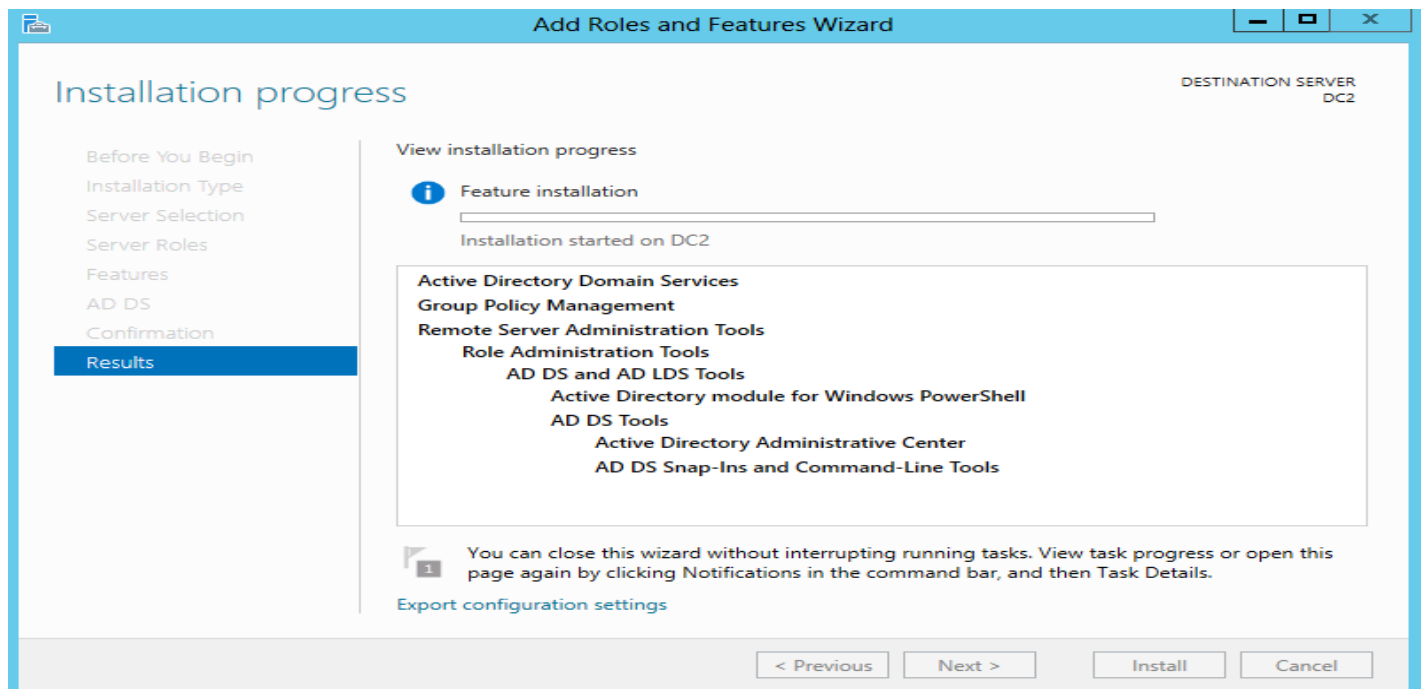 Add Roles and Features Wizard
Installation progress
DESTINATION SERVER
DC2
Before You Begin
Installation Type
Server Selection
Server Roles
Features
AD DS
Confirmation
Results
View installation progress
Feature installation
Installation started on DC2
Active Directory Domain Services
Group Policy Management
Remote Server Administration Tools
Role Administration Tools
AD DS and AD LDS Tools
Active Directory module for Windows PowerShell
AD DS Tools
Active Directory Administrative Center
AD DS Snap-Ins and Command-Line Tools
1
You can close this wizard without interrupting running tasks. View task progress or open this
page again by clicking Notifications in the command bar, and then Task Details.
Export configuration settings
< Previous
Next >
Install
Cancel